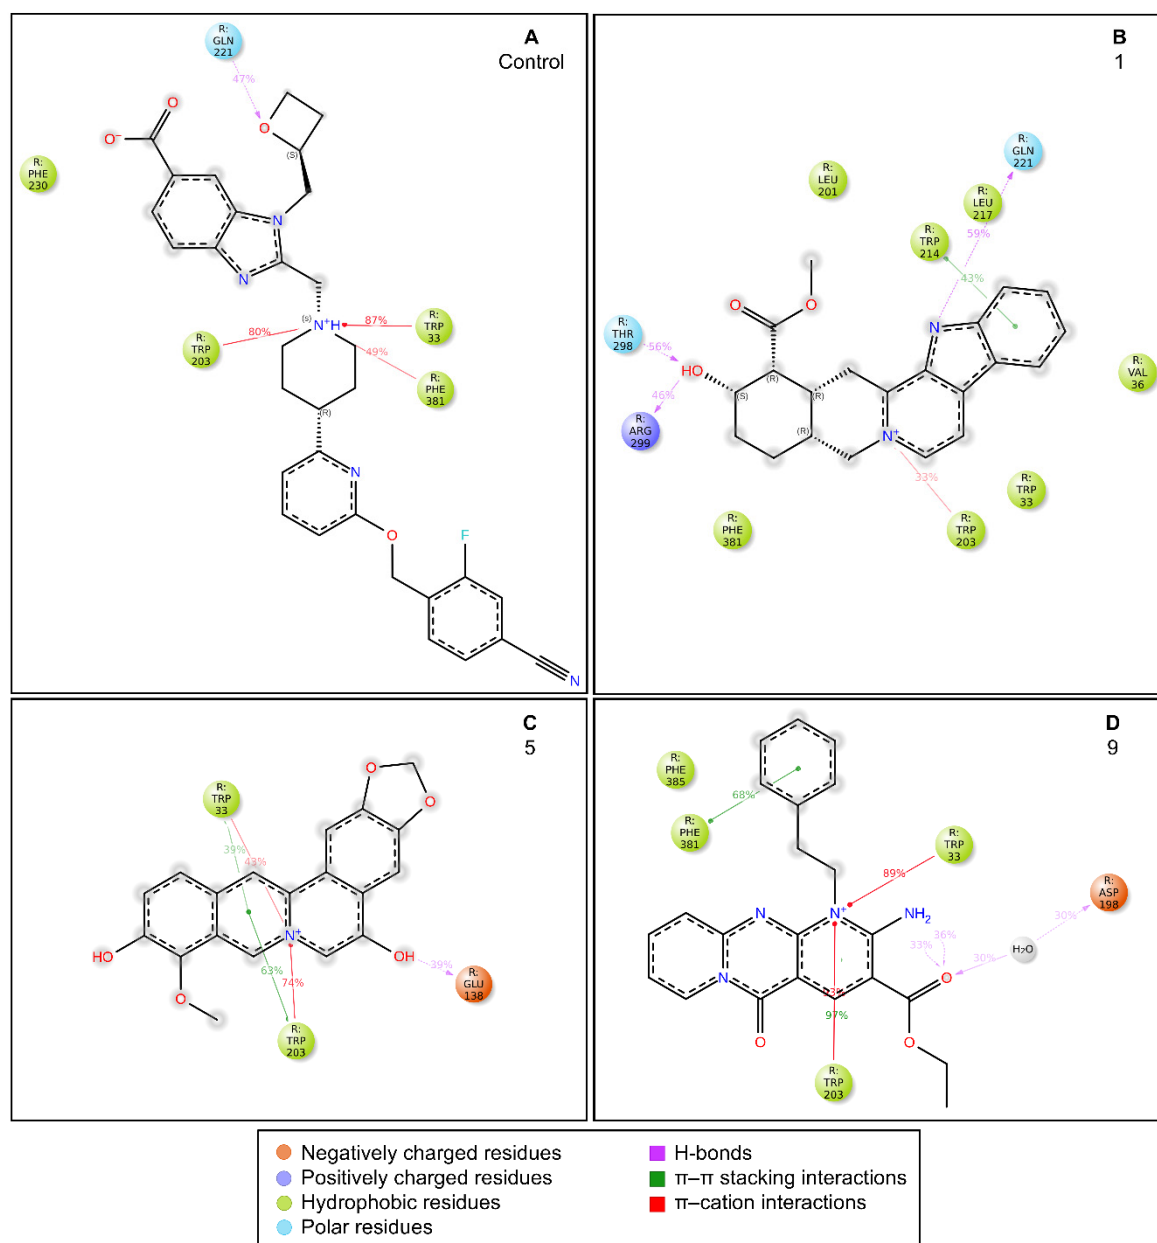 A
Control
R:
GLN
221
47%
O
O⁻
O
(S)
R:
PHE
230
N
N
(S)
N⁺H
80%
87%
49%
R:
TRP
203
R:
TRP
33
R:
PHE
381
(R)
N
O
F
N
B
1
R:
GLN
221
R:
LEU
201
R:
LEU
217
59%
R:
TRP
214
43%
O
O
N
R:
THR
298
56%
HO
46%
(S)
(R)
(R)
(R)
R:
ARG
299
N⁺
33%
R:
VAL
36
R:
TRP
33
R:
TRP
203
R:
PHE
381
C
5
R:
TRP
33
O
O
39%
43%
N⁺
HO
O
63%
74%
OH
39%
R:
GLU
138
R:
TRP
203
D
9
R:
PHE
385
R:
PHE
381
68%
R:
TRP
33
89%
R:
ASP
198
N
N⁺
NH₂
36%
33%
30%
30%
H₂O
N
O
O
O
97%
R:
TRP
203
Negatively charged residues
Positively charged residues
Hydrophobic residues
Polar residues
H-bonds
π–π stacking interactions
π–cation interactions